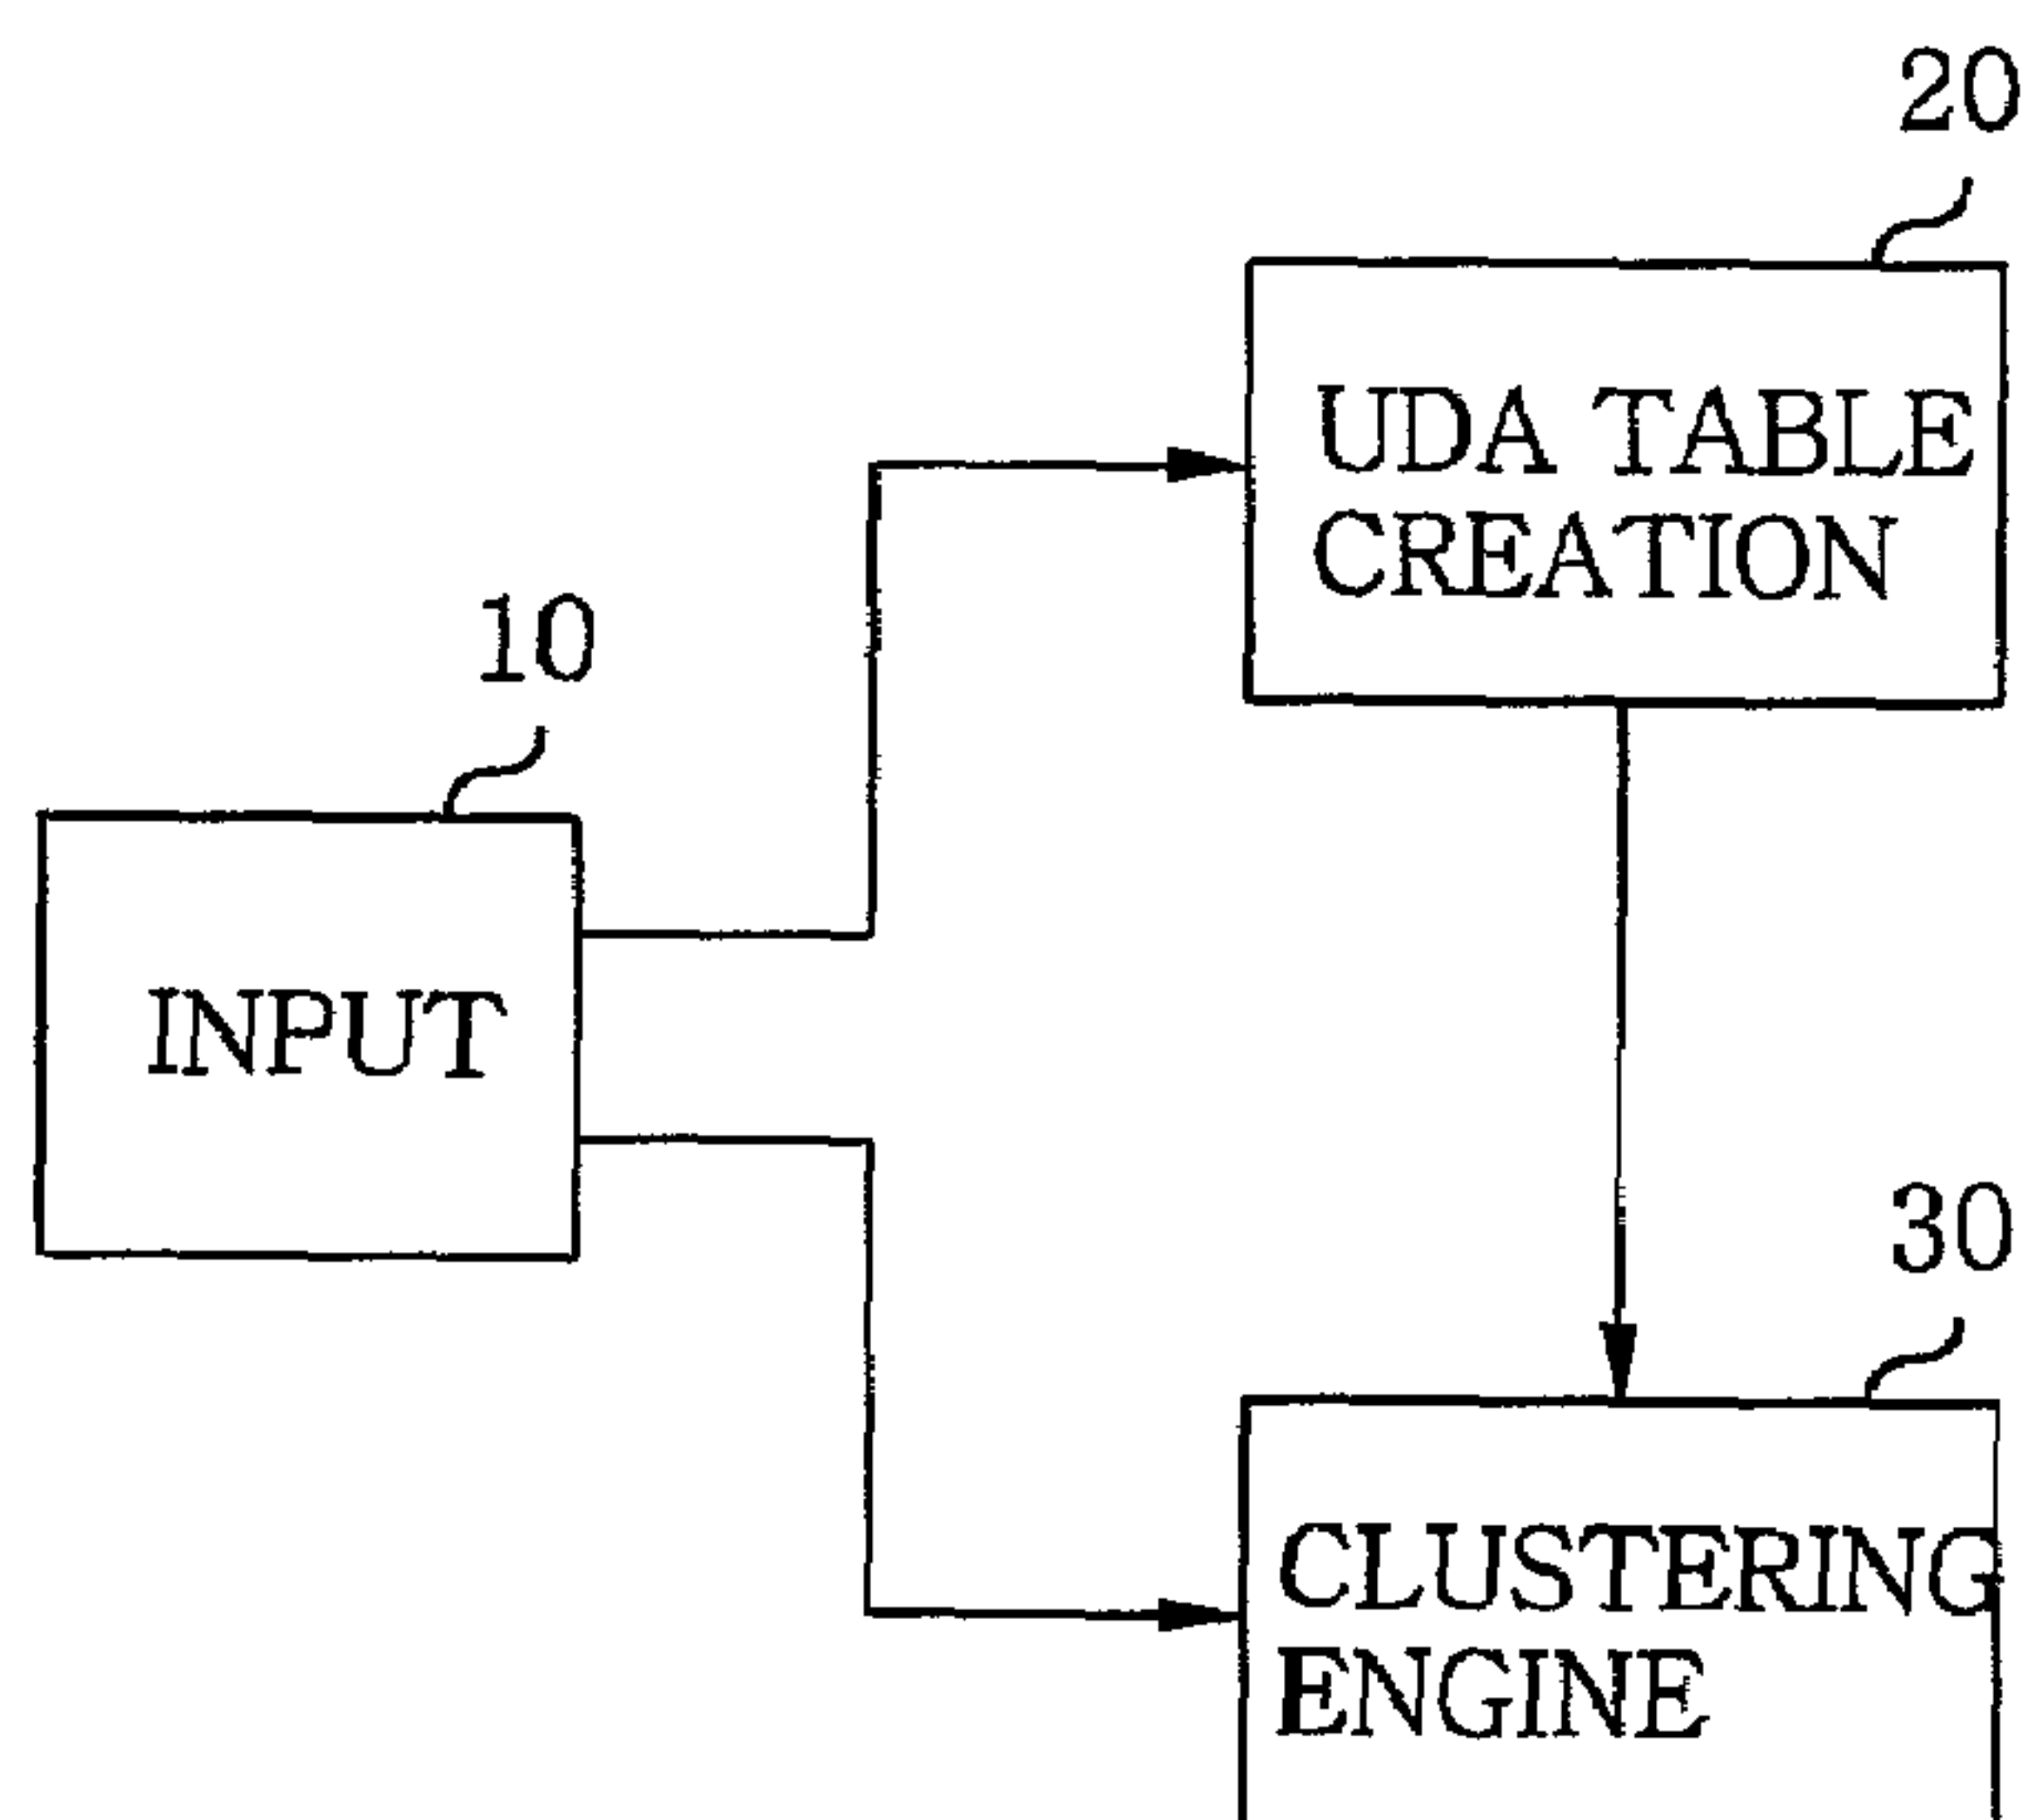 20
UDA TABLE
CREATION
10
INPUT
30
CLUSTERING
ENGINE